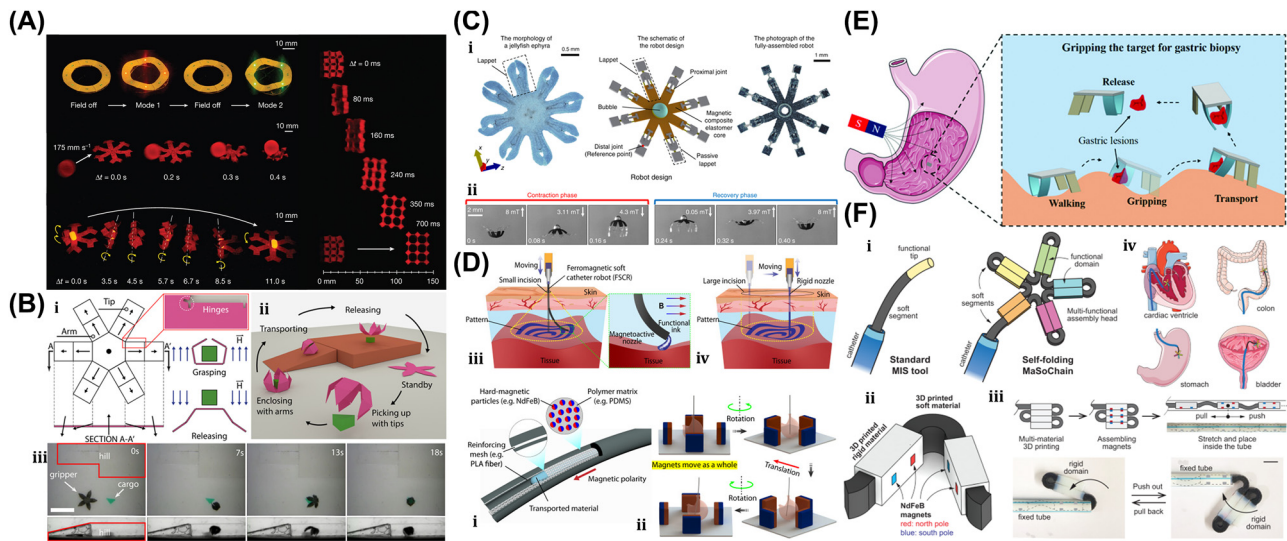 (A)
10 mm
Field off
Mode 1
Field off
Mode 2
175 mm s⁻¹
10 mm
Δt = 0.0 s
0.2 s
0.3 s
0.4 s
10 mm
Δt = 0.0 s
3.5 s
4.5 s
5.7 s
6.7 s
8.5 s
11.0 s
10 mm
Δt = 0 ms
80 ms
160 ms
240 ms
350 ms
700 ms
0
50
100
150
(mm)
(B)
i
Tip
Arm
Hinges
A
A'
H
Grasping
H
Releasing
SECTION A-A'
ii
Releasing
Transporting
Enclosing
with arms
Standby
Picking up
with tips
iii
hill
0s
7s
13s
18s
gripper
cargo
hill
(C)
i
The morphology of
a jellyfish ephyra
0.5 mm
Lappet
The schematic of
the robot design
Lappet
Proximal joint
Bubble
Magnetic
composite
elastomer
core
Distal joint
(Reference point)
Passive
lappet
Robot design
x
y
z
The photograph of the
fully-assembled robot
1 mm
ii
Contraction phase
Recovery phase
2 mm
8 mT
0 s
3.11 mT
0.08 s
4.3 mT
0.16 s
0.05 mT
0.24 s
3.97 mT
0.32 s
8 mT
0.40 s
(D)
Moving
Small incision
Ferromagnetic soft
catheter robot (FSCR)
Skin
Pattern
Tissue
iii
B
Functional
ink
Magnetoactive
nozzle
Large incision
Moving
Rigid nozzle
Skin
Pattern
Tissue
iv
Hard-magnetic
particles (e.g. NdFeB)
Polymer matrix
(e.g. PDMS)
Reinforcing
mesh (e.g.
PLA fiber)
Magnetic polarity
Transported material
i
Rotation
Magnets move as a whole
Translation
Rotation
ii
(E)
S
N
Gripping the target for gastric biopsy
Release
Gastric lesions
Walking
Gripping
Transport
(F)
i
functional
tip
soft
segment
catheter
Standard
MIS tool
soft
segments
functional
domain
Multi-functional
assembly head
catheter
Self-folding
MaSoChain
iv
cardiac ventricle
colon
stomach
bladder
ii
3D printed
soft material
3D printed
rigid material
NdFeB
magnets
red: north pole
blue: south pole
iii
Multi-material
3D printing
Assembling
magnets
pull
push
Stretch and place
inside the tube
rigid
domain
fixed tube
Push out
pull back
fixed tube
rigid
domain